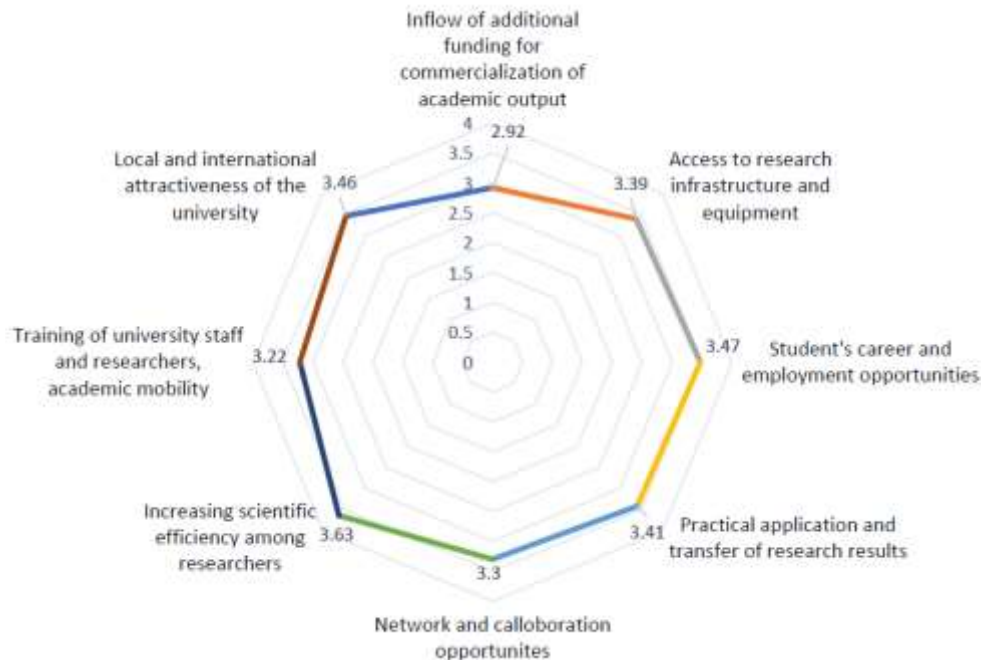 Inflow of additional
funding for
commercialization of
academic output
2.92
Access to research
infrastructure and
equipment
3.39
Student's career and
employment opportunities
3.47
Practical application and
transfer of research results
3.41
Network and calloboration
opportunites
3.3
Increasing scientific
efficiency among
researchers
3.63
Training of university staff
and researchers,
academic mobility
3.22
Local and international
attractiveness of the
university
3.46
4
3.5
3
2.5
2
1.5
1
0.5
0